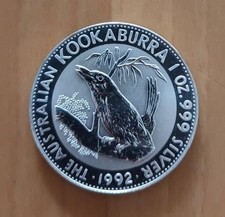 THE AUSTRALIAN KOOKABURRA 1 OZ 999 SILVER
· 1992 ·